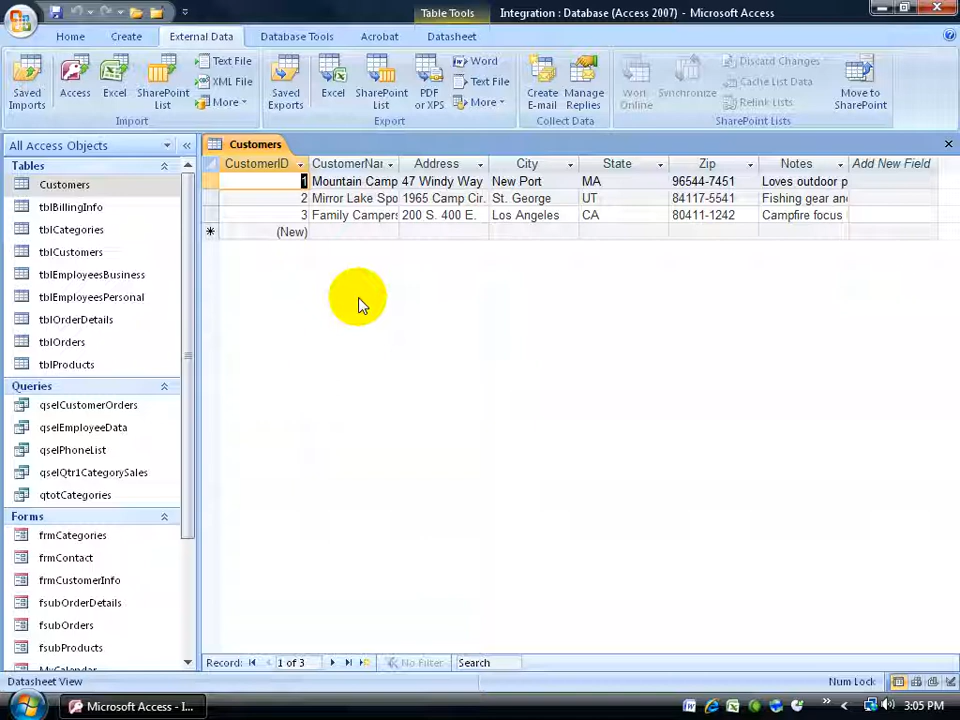 Table Tools Integration : Database (Access 2007) - Microsoft Access
Home Create External Data Database Tools Acrobat Datasheet
Saved Imports
Access
Excel
SharePoint List
Text File
XML File
More
Import
Saved Exports
Excel
SharePoint List
PDF or XPS
Word
Text File
More
Export
Create E-mail
Manage Replies
Collect Data
Work Online
Synchronize
Discard Changes
Cache List Data
Relink Lists
Move to SharePoint
SharePoint Lists
All Access Objects
Tables
Customers
tblBillingInfo
tblCategories
tblCustomers
tblEmployeesBusiness
tblEmployeesPersonal
tblOrderDetails
tblOrders
tblProducts
Queries
qselCustomerOrders
qselEmployeeData
qselPhoneList
qselQtr1CategorySales
qtotCategories
Forms
frmCategories
frmContact
frmCustomerInfo
fsubOrderDetails
fsubOrders
fsubProducts
MyCalendar
Customers
CustomerID CustomerNar Address City State Zip Notes Add New Field
1 Mountain Camp 47 Windy Way New Port MA 96544-7451 Loves outdoor p
2 Mirror Lake Spo 1965 Camp Cir. St. George UT 84117-5541 Fishing gear and
3 Family Campers 200 S. 400 E. Los Angeles CA 80411-1242 Campfire focus
* (New)
Record: 1 of 3 No Filter Search
Datasheet View Num Lock
Microsoft Access - I... 3:05 PM